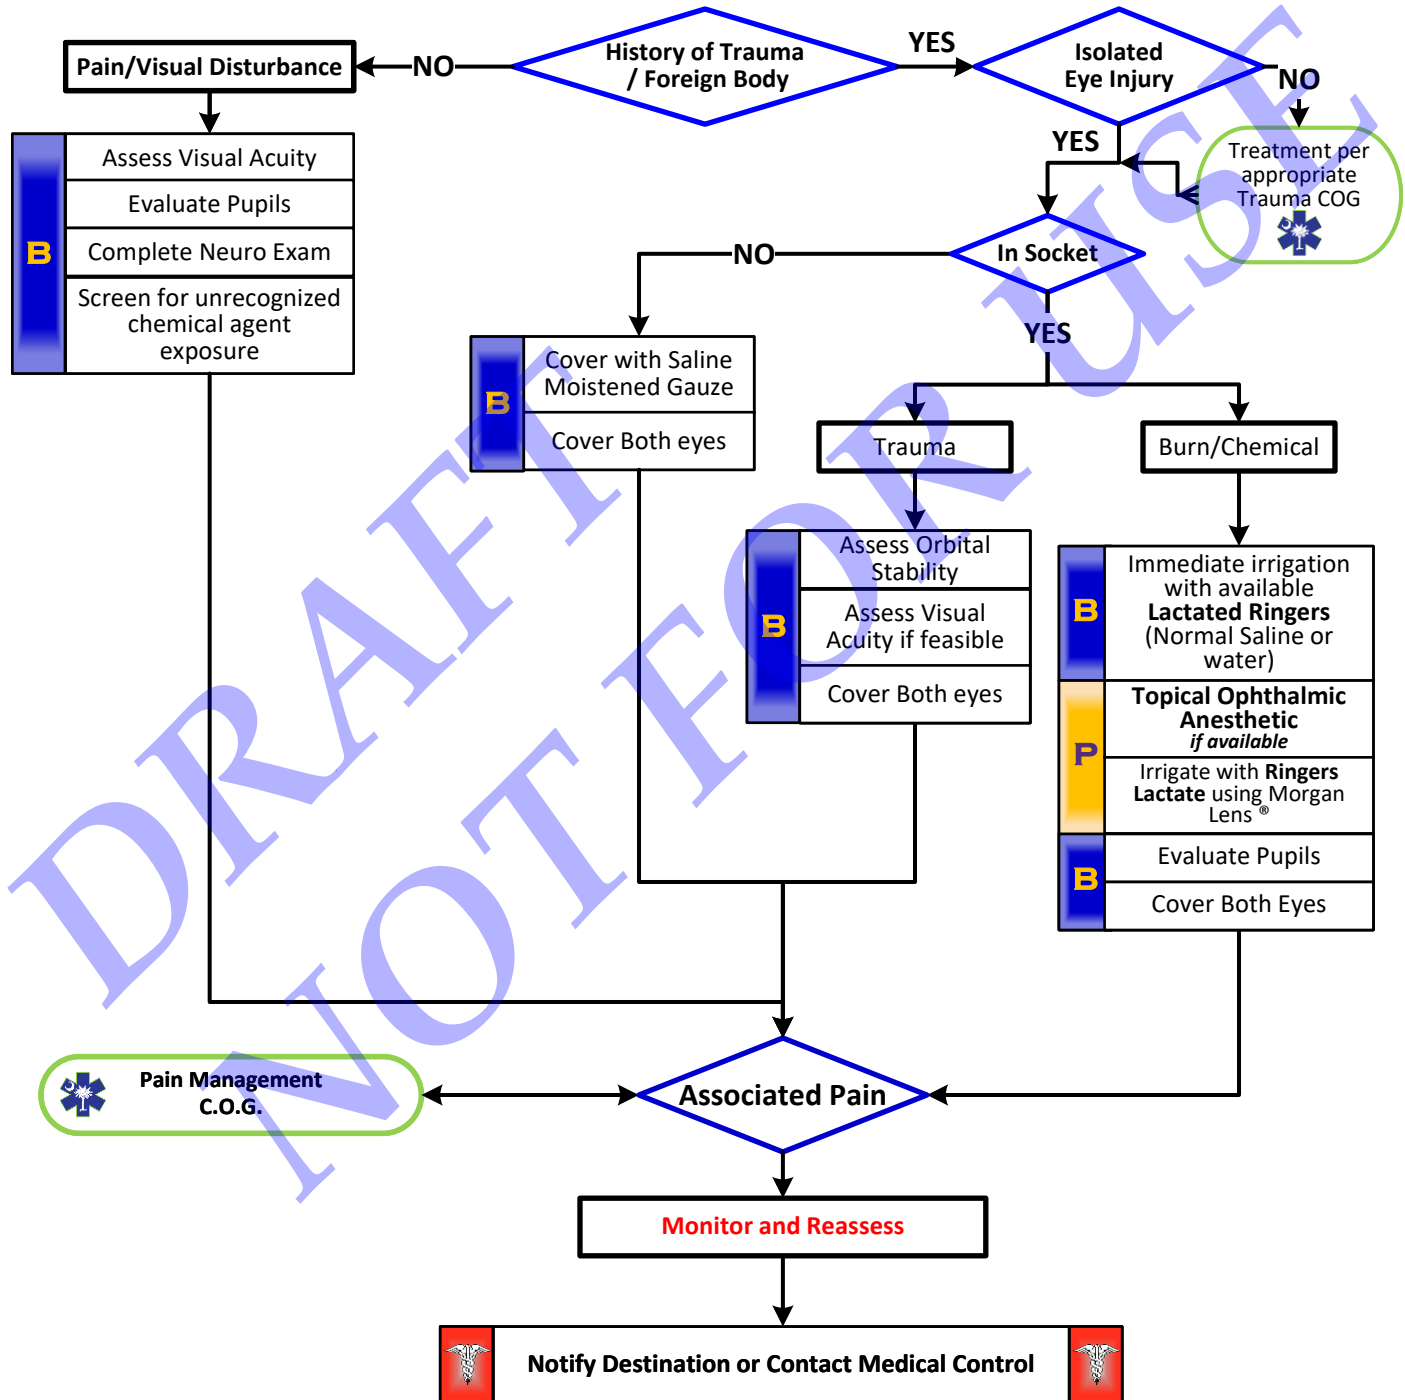 History of Trauma
/ Foreign Body
YES
Isolated
Eye Injury
NO
Pain/Visual Disturbance
NO
YES
Treatment per
appropriate
Trauma COG
B
Assess Visual Acuity
Evaluate Pupils
Complete Neuro Exam
Screen for unrecognized
chemical agent
exposure
In Socket
NO
YES
B
Cover with Saline
Moistened Gauze
Cover Both eyes
Trauma
Burn/Chemical
B
Assess Orbital
Stability
Assess Visual
Acuity if feasible
Cover Both eyes
B
Immediate irrigation
with available
Lactated Ringers
(Normal Saline or
water)
P
Topical Ophthalmic
Anesthetic
if available
Irrigate with Ringers
Lactate using Morgan
Lens ®
B
Evaluate Pupils
Cover Both Eyes
Pain Management
C.O.G.
Associated Pain
Monitor and Reassess
Notify Destination or Contact Medical Control
DRAFT
NOT FOR USE